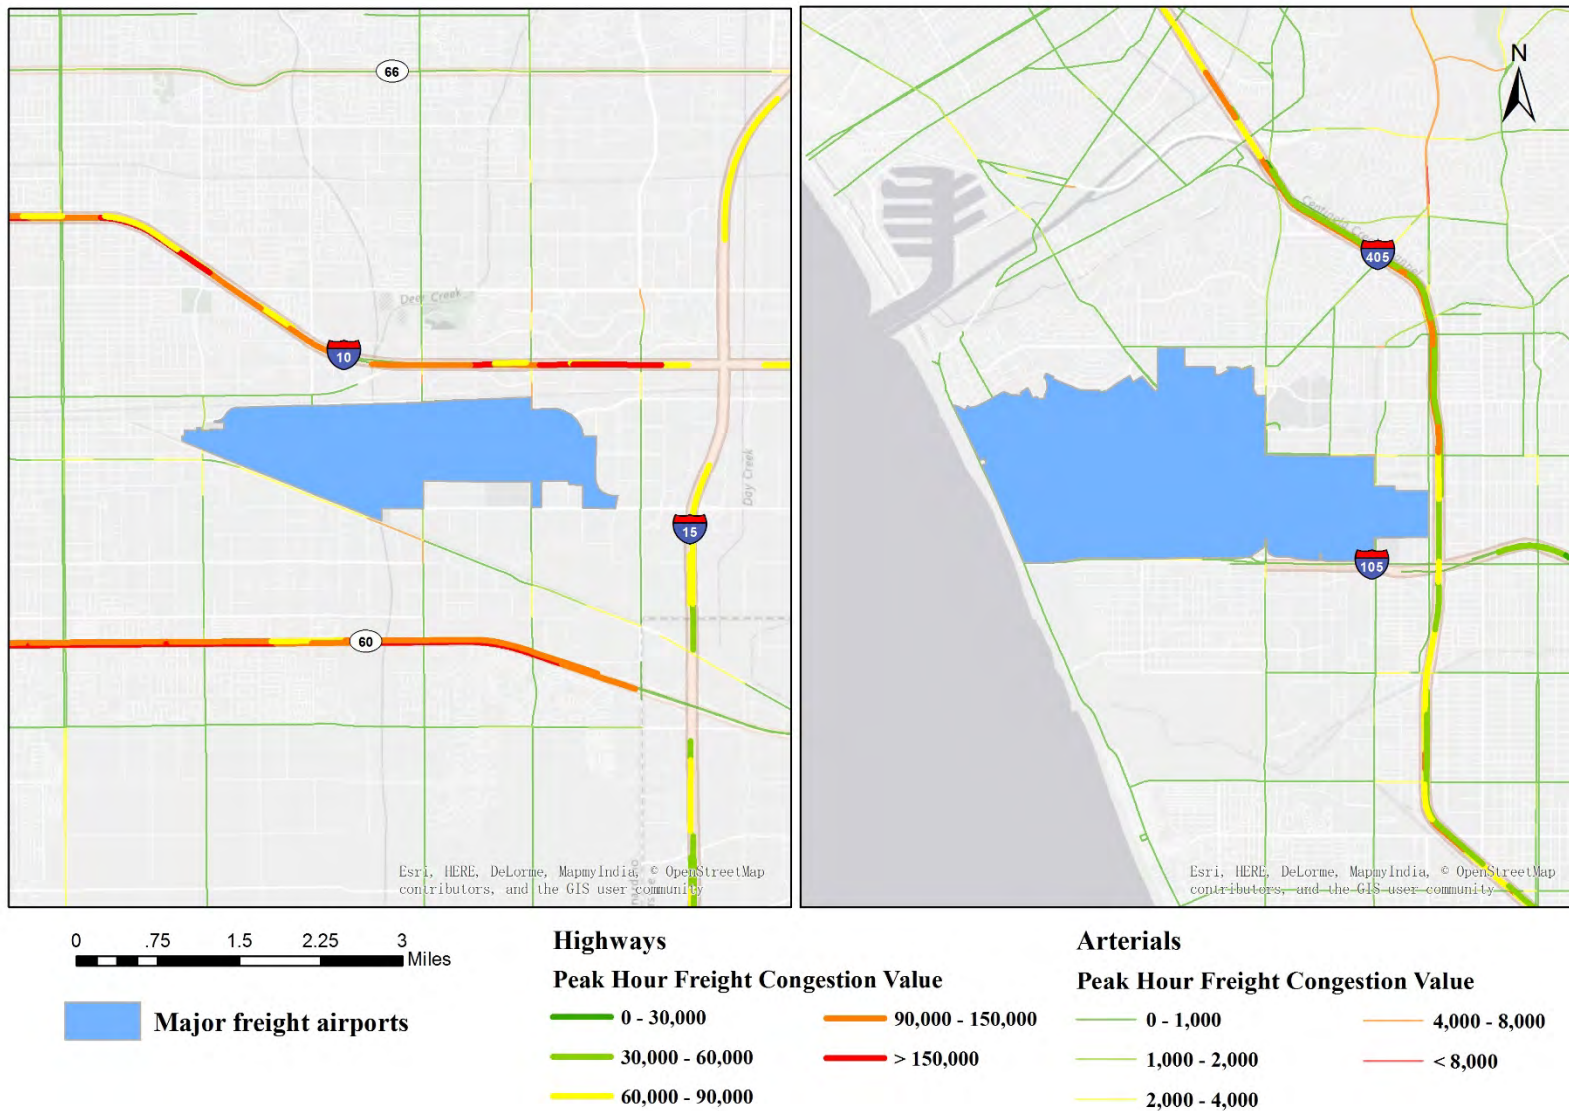 66
Deer Creek
10
Day Creek
15
60
Esri, HERE, DeLorme, MapmyIndia, © OpenStreetMap
contributors, and the GIS user community
N
Centinela Creek Channel
405
105
Esri, HERE, DeLorme, MapmyIndia, © OpenStreetMap
contributors, and the GIS user community
0 .75 1.5 2.25 3
Miles
Major freight airports
Highways
Peak Hour Freight Congestion Value
0 - 30,000
30,000 - 60,000
60,000 - 90,000
90,000 - 150,000
> 150,000
Arterials
Peak Hour Freight Congestion Value
0 - 1,000
1,000 - 2,000
2,000 - 4,000
4,000 - 8,000
< 8,000